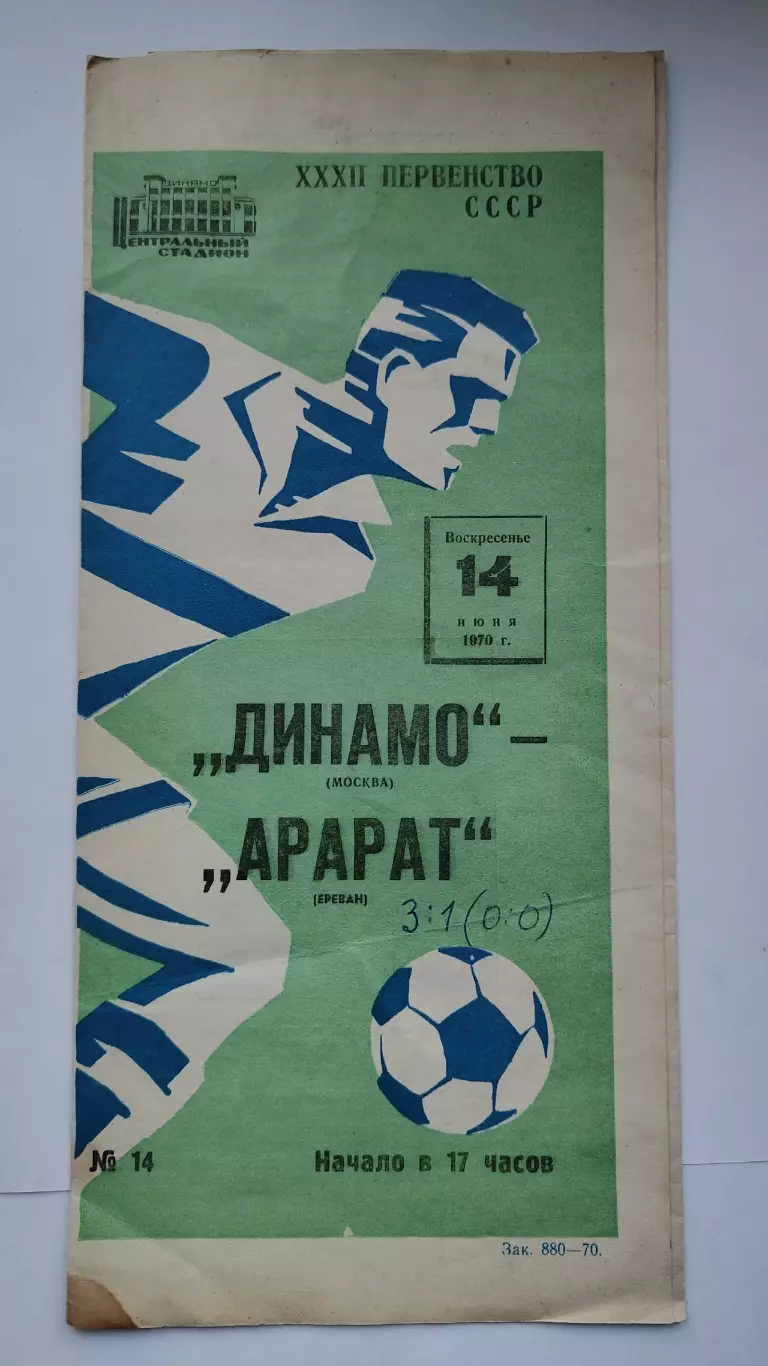 ДИНАМО
ЦЕНТРАЛЬНЫЙ
СТАДИОН
XXXII ПЕРВЕНСТВО
СССР
Воскресенье
14
июня
1970 г.
„ДИНАМО“ –
(МОСКВА)
„АРАРАТ“
(ЕРЕВАН)
3:1 (0:0)
№ 14
Начало в 17 часов
Зак. 880—70.